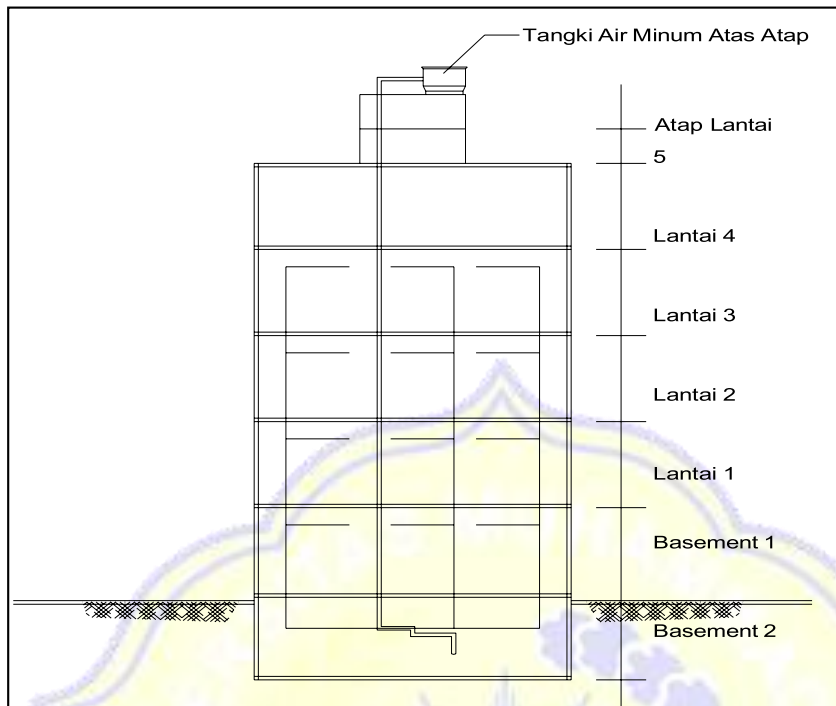 Tangki Air Minum Atas Atap
Atap Lantai
5
Lantai 4
Lantai 3
Lantai 2
Lantai 1
Basement 1
Basement 2